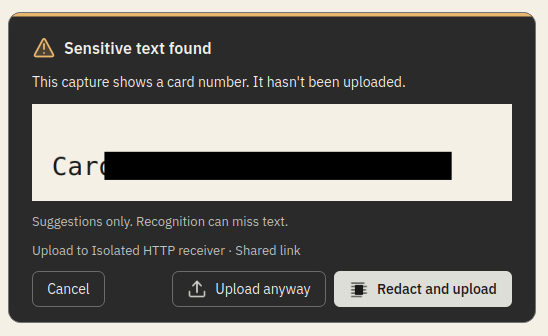 Sensitive text found
This capture shows a card number. It hasn't been uploaded.
Card
Suggestions only. Recognition can miss text.
Upload to Isolated HTTP receiver · Shared link
Cancel
Upload anyway
Redact and upload